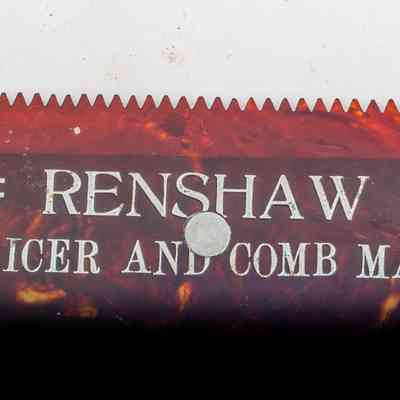 RENSHAW
ICER AND COMB MA